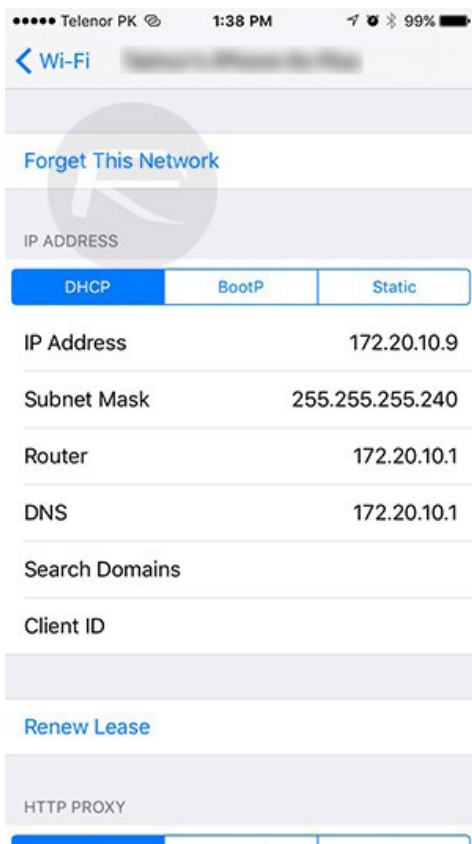 Telenor PK 1:38 PM 99%
Wi-Fi
Forget This Network
IP ADDRESS
DHCP BootP Static
IP Address 172.20.10.9
Subnet Mask 255.255.255.240
Router 172.20.10.1
DNS 172.20.10.1
Search Domains
Client ID
Renew Lease
HTTP PROXY